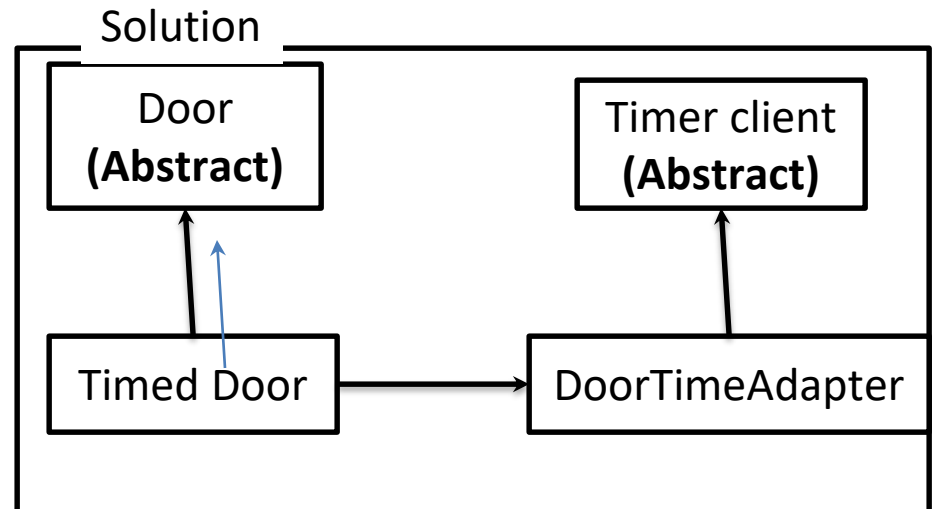 Solution
Door
(Abstract)
Timer client
(Abstract)
Timed Door
DoorTimeAdapter